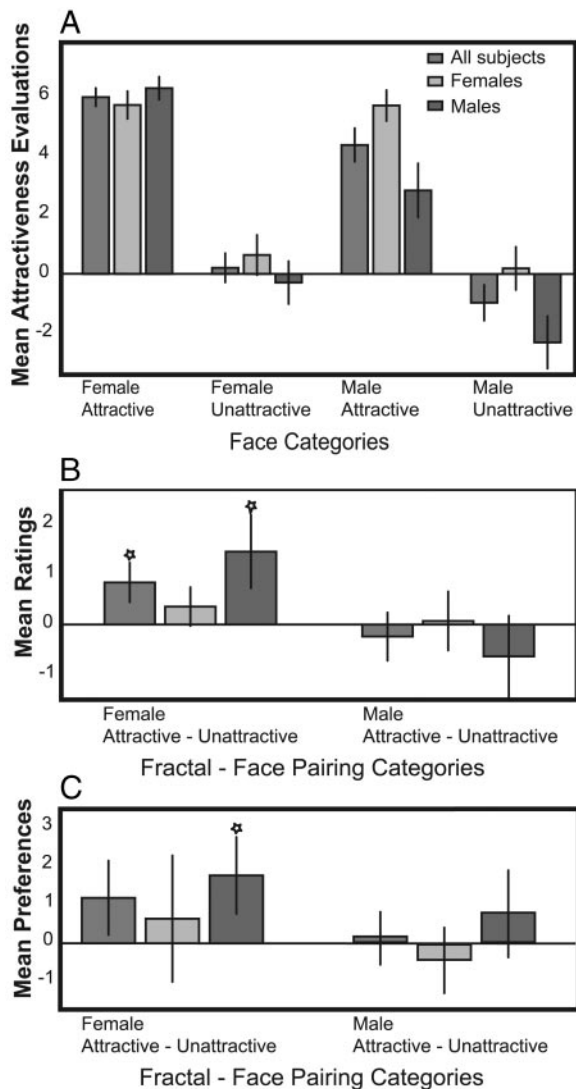 A
Mean Attractiveness Evaluations
6
4
2
0
-2
All subjects
Females
Males
Female Attractive
Female Unattractive
Male Attractive
Male Unattractive
Face Categories
B
Mean Ratings
2
1
0
-1
Female
Attractive - Unattractive
Male
Attractive - Unattractive
Fractal - Face Pairing Categories
C
Mean Preferences
3
2
1
0
-1
Female
Attractive - Unattractive
Male
Attractive - Unattractive
Fractal - Face Pairing Categories